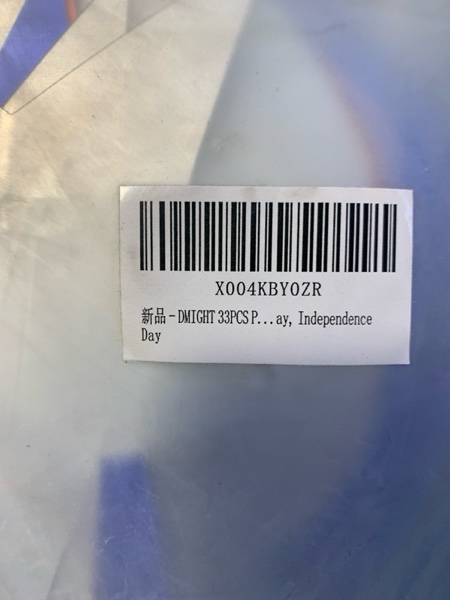 X004KBY0ZR
新品 - DMIGHT 33PCS P...ay, Independence
Day